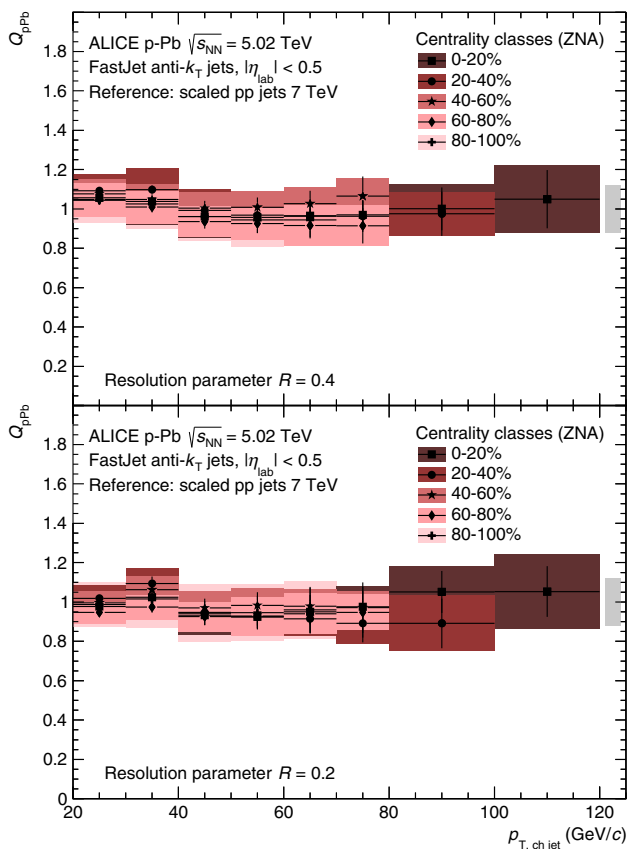 Q_pPb
2
1.8
1.6
1.4
1.2
1
0.8
0.6
0.4
0.2
ALICE p-Pb √s_NN = 5.02 TeV
FastJet anti-k_T jets, |η_lab| < 0.5
Reference: scaled pp jets 7 TeV
Centrality classes (ZNA)
0-20%
20-40%
40-60%
60-80%
80-100%
Resolution parameter R = 0.4
Q_pPb
1.8
1.6
1.4
1.2
1
0.8
0.6
0.4
0.2
0
ALICE p-Pb √s_NN = 5.02 TeV
FastJet anti-k_T jets, |η_lab| < 0.5
Reference: scaled pp jets 7 TeV
Centrality classes (ZNA)
0-20%
20-40%
40-60%
60-80%
80-100%
Resolution parameter R = 0.2
20 40 60 80 100 120
p_T, ch jet (GeV/c)